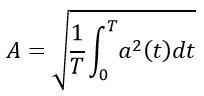 A = √(1/T ∫₀ᵀ a²(t)dt)